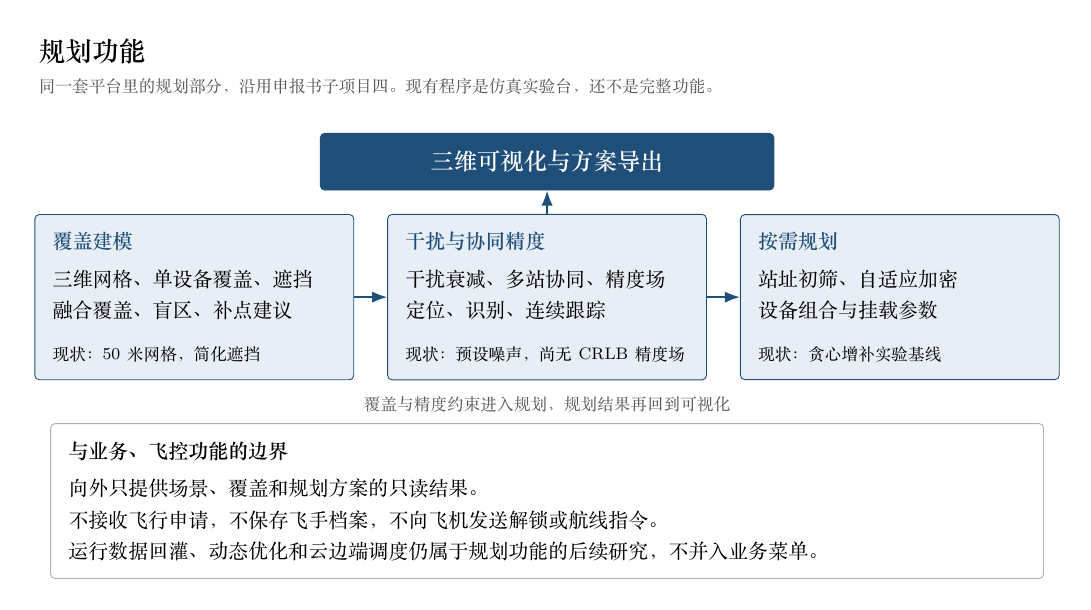 规划功能
同一套平台里的规划部分，沿用申报书子项目四。现有程序是仿真实验台，还不是完整功能。
三维可视化与方案导出
覆盖建模
三维网格、单设备覆盖、遮挡
融合覆盖、盲区、补点建议
现状：50 米网格，简化遮挡
干扰与协同精度
干扰衰减、多站协同、精度场
定位、识别、连续跟踪
现状：预设噪声，尚无 CRLB 精度场
按需规划
站址初筛、自适应加密
设备组合与挂载参数
现状：贪心增补实验基线
覆盖与精度约束进入规划，规划结果再回到可视化
与业务、飞控功能的边界
向外只提供场景、覆盖和规划方案的只读结果。
不接收飞行申请，不保存飞手档案，不向飞机发送解锁或航线指令。
运行数据回灌、动态优化和云边端调度仍属于规划功能的后续研究，不并入业务菜单。